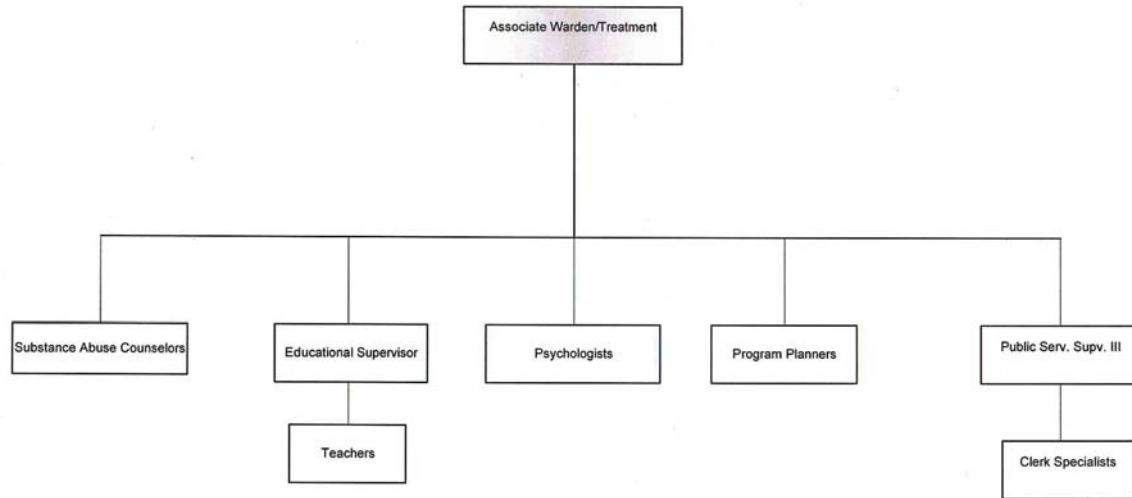 Associate Warden/Treatment
Substance Abuse Counselors
Educational Supervisor
Psychologists
Program Planners
Public Serv. Supv. III
Teachers
Clerk Specialists